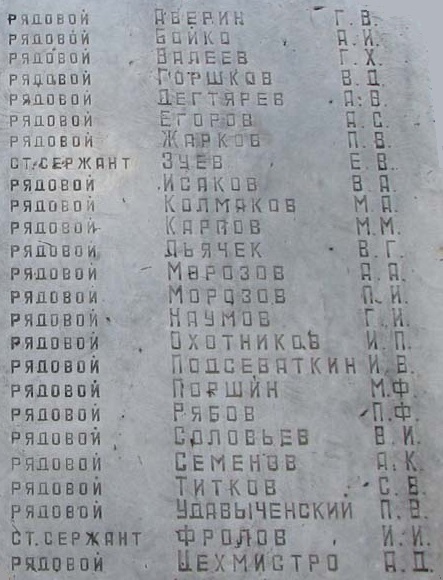 РЯДОВОЙ АВЕРИН Г.В.
РЯДОВОЙ БОЙКО А.И.
РЯДОВОЙ ВАЛЕЕВ Г.Х.
РЯДОВОЙ ГОРШКОВ В.Д.
РЯДОВОЙ ДЕГТЯРЕВ А.В.
РЯДОВОЙ ЕГОРОВ А.С.
РЯДОВОЙ ЖАРКОВ П.В.
СТ.СЕРЖАНТ ЗУЕВ Е.В.
РЯДОВОЙ ИСАКОВ В.А.
РЯДОВОЙ КОЛМАКОВ М.А.
РЯДОВОЙ КАРПОВ М.М.
РЯДОВОЙ ЛЬЯЧЕК В.Г.
РЯДОВОЙ МОРОЗОВ А.А.
РЯДОВОЙ МОРОЗОВ П.И.
РЯДОВОЙ НАУМОВ Г.И.
РЯДОВОЙ ОХОТНИКОВ И.П.
РЯДОВОЙ ПОДСЕВАТКИН И.В.
РЯДОВОЙ ПОРШИН М.Ф.
РЯДОВОЙ РЯБОВ П.Ф.
РЯДОВОЙ СОЛОВЬЕВ В.И.
РЯДОВОЙ СЕМЕНОВ А.К.
РЯДОВОЙ ТИТКОВ С.В.
РЯДОВОЙ УДАВЫЧЕНСКИЙ П.В.
СТ.СЕРЖАНТ ФРОЛОВ И.И.
РЯДОВОЙ ЦЕХМИСТРО А.Д.